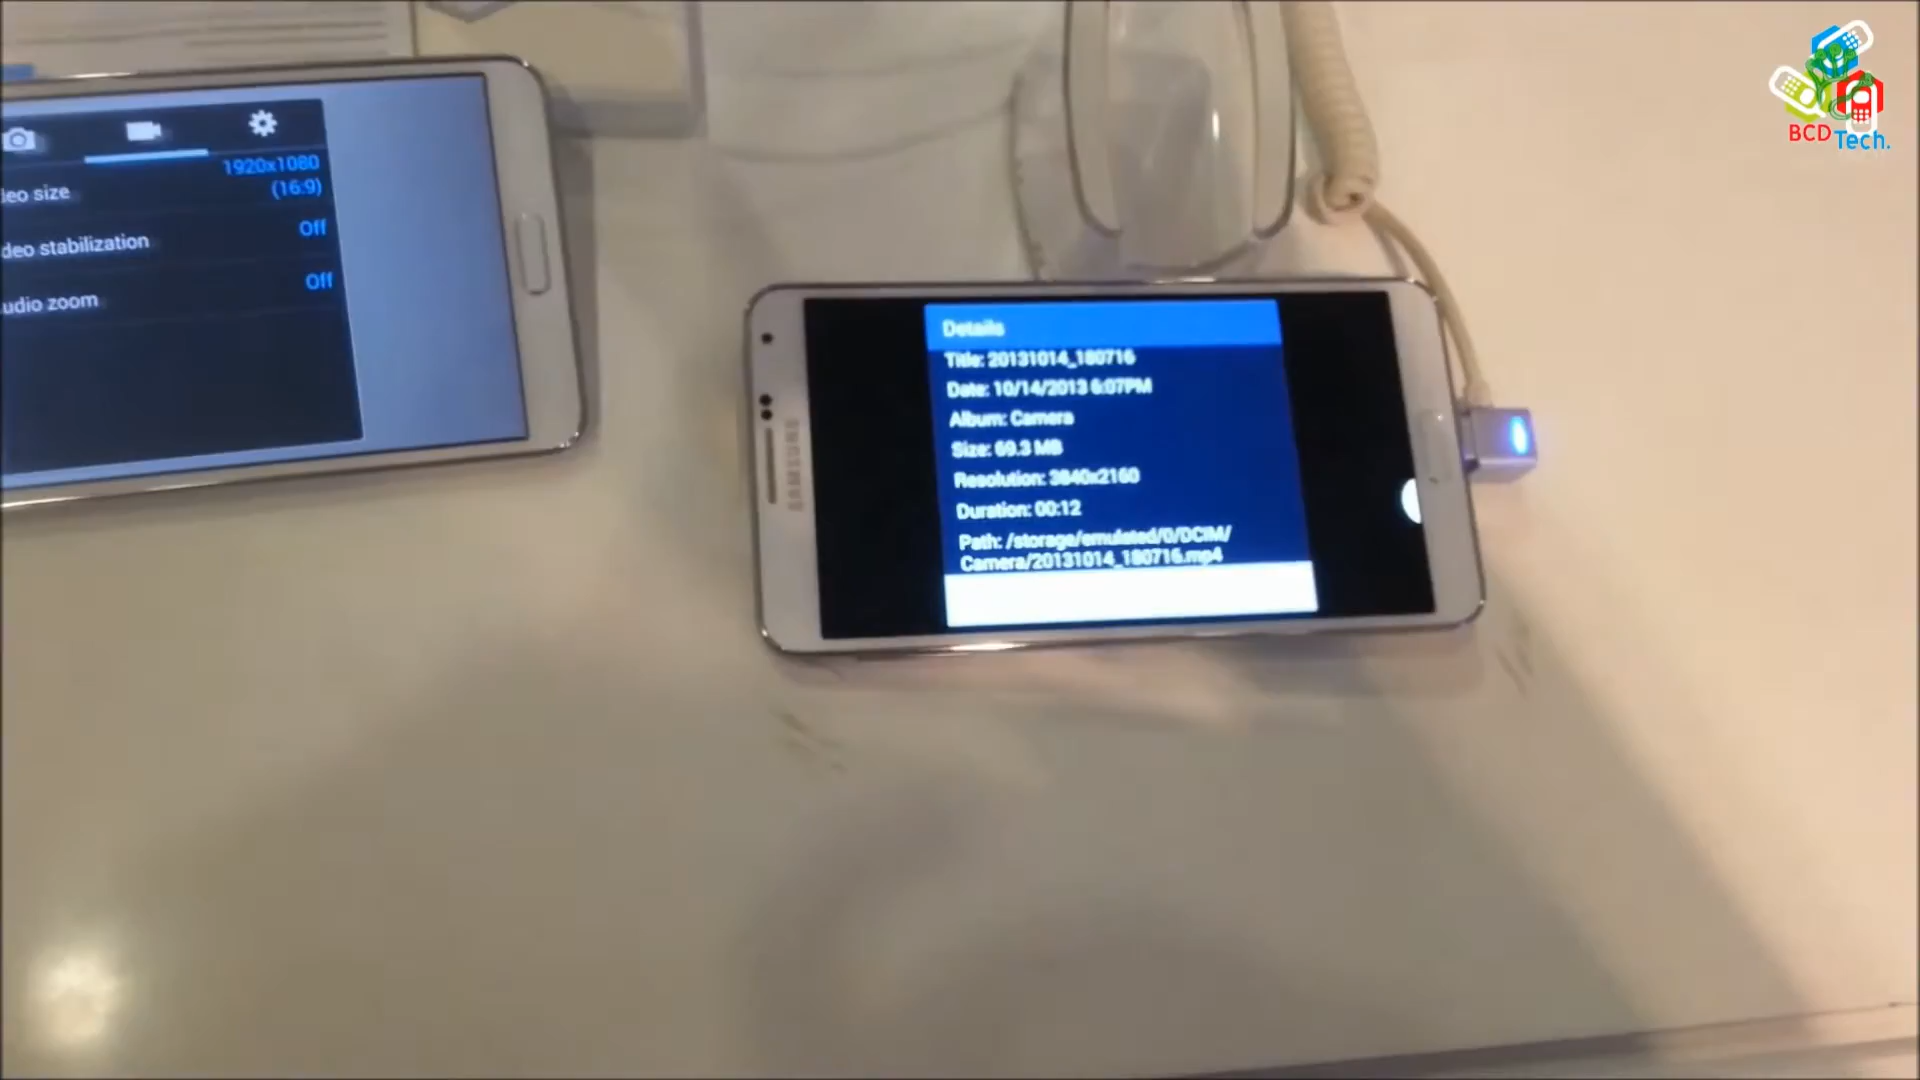 1920x1080
(16:9)
deo size
Off
deo stabilization
Off
udio zoom
SAMSUNG
Details
Title: 20131014_180716
Date: 10/14/2013 6:07PM
Album: Camera
Size: 69.3 MB
Resolution: 3840x2160
Duration: 00:12
Path: /storage/emulated/0/DCIM/
Camera/20131014_180716.mp4
BCD Tech.